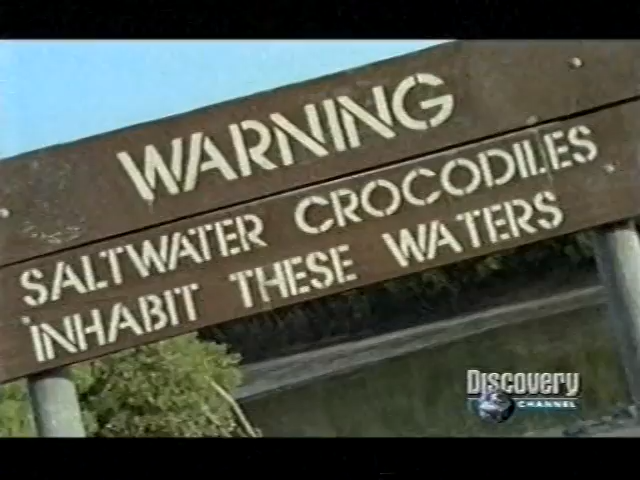 WARNING
SALTWATER CROCODILES
INHABIT THESE WATERS
Discovery
CHANNEL